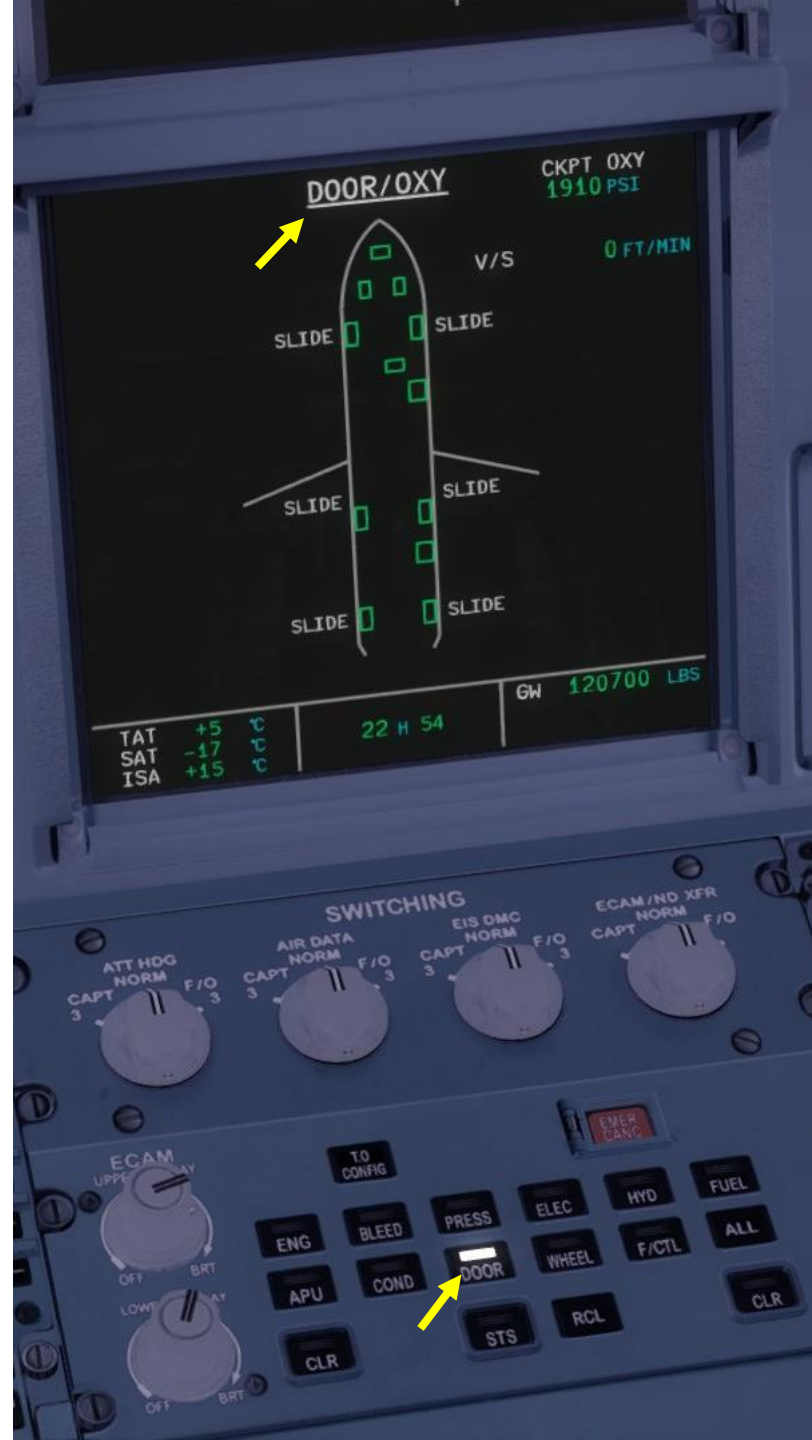 DOOR/OXY
CKPT OXY
1910 PSI
V/S 0 FT/MIN
SLIDE SLIDE
SLIDE SLIDE
SLIDE SLIDE
TAT +5 °C
SAT -17 °C
ISA +15 °C
22 H 54
GW 120700 LBS
SWITCHING
ATT HDG
NORM
CAPT F/O
3 3
AIR DATA
NORM
CAPT F/O
3 3
EIS DMC
NORM
CAPT F/O
3 3
ECAM/ND XFR
NORM
CAPT F/O
ECAM
T.O
CONFIG
EMER
CANC
OFF BRT
ENG BLEED PRESS ELEC HYD FUEL
APU COND DOOR WHEEL F/CTL ALL
CLR STS RCL CLR
OFF BRT